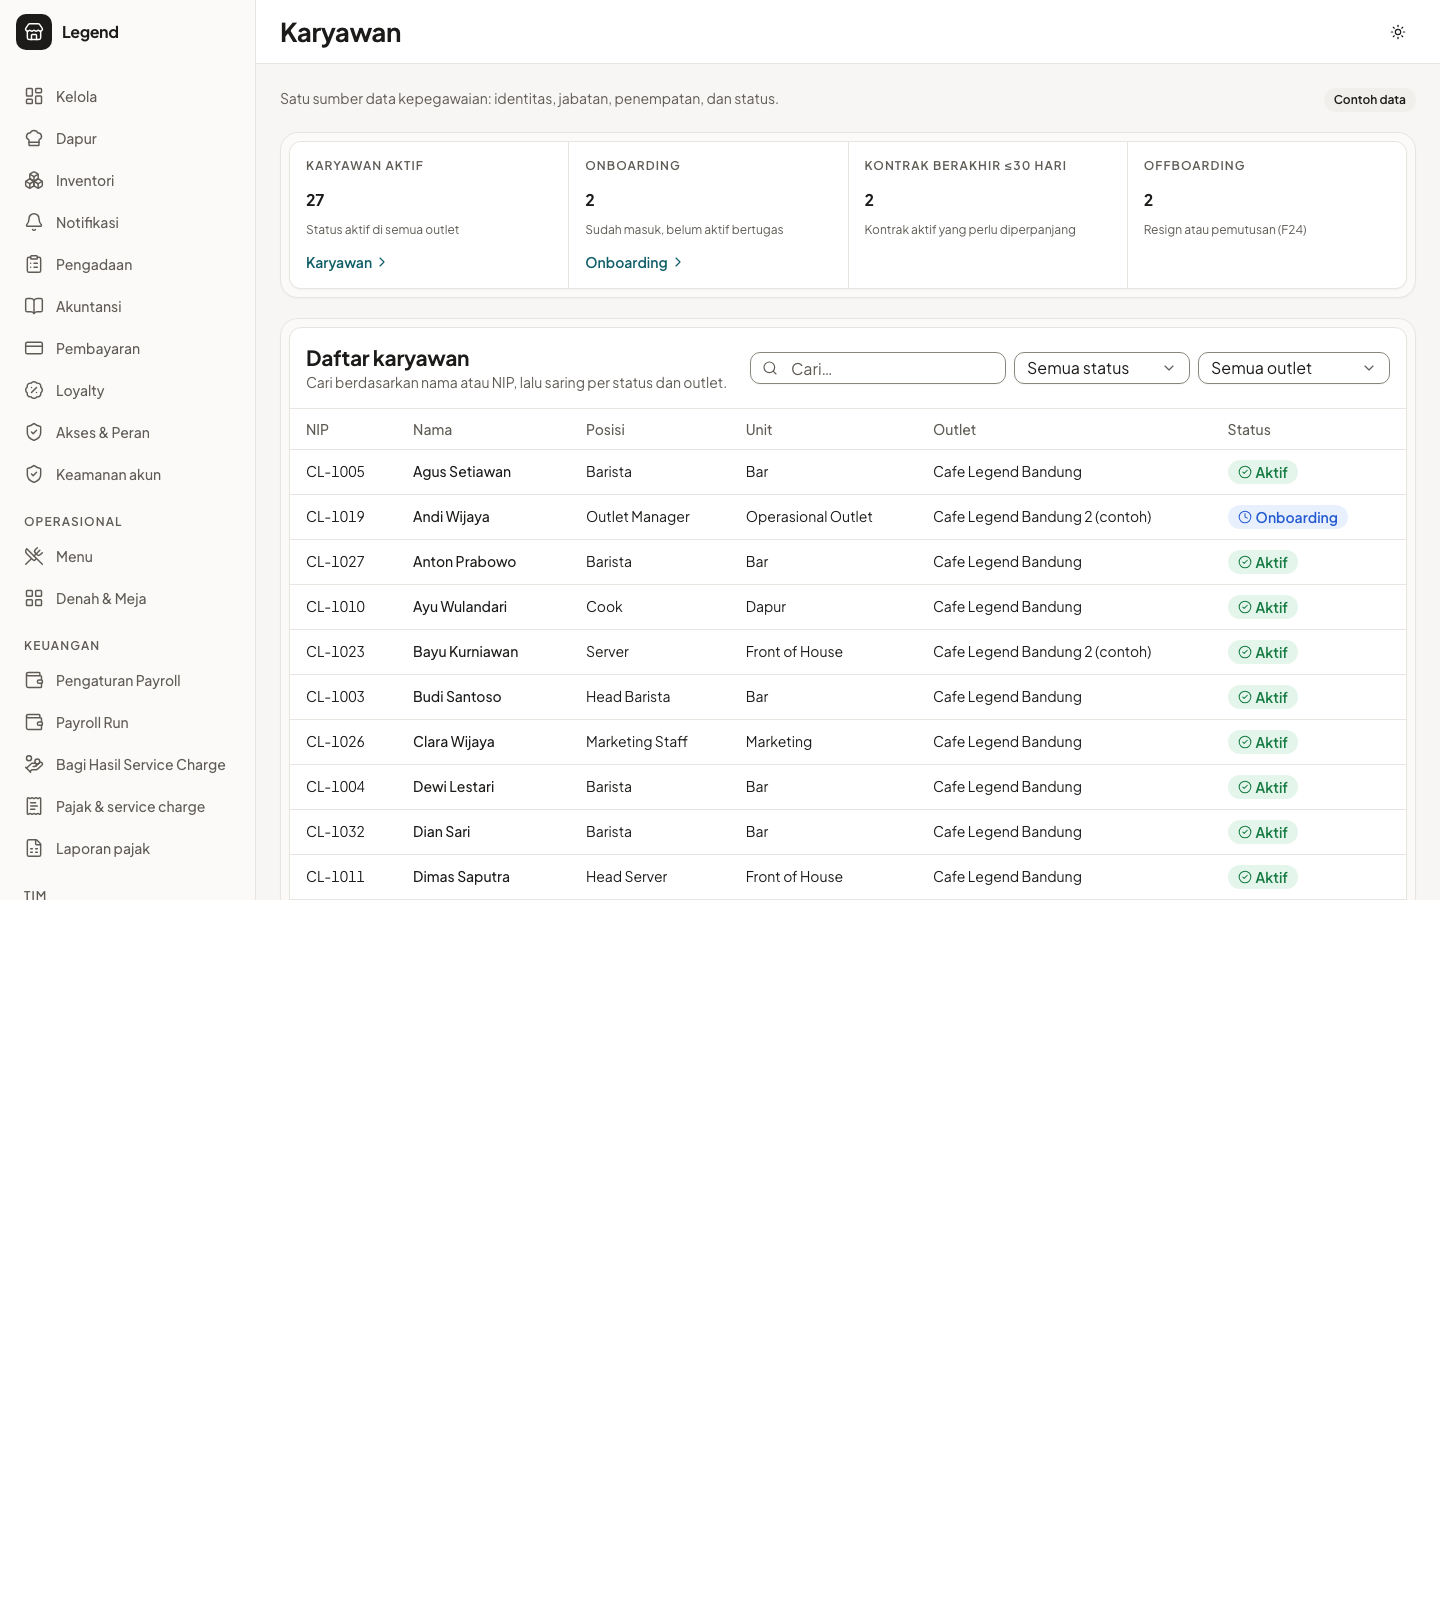 Legend
Kelola
Dapur
Inventori
Notifikasi
Pengadaan
Akuntansi
Pembayaran
Loyalty
Akses & Peran
Keamanan akun
OPERASIONAL
Menu
Denah & Meja
KEUANGAN
Pengaturan Payroll
Payroll Run
Bagi Hasil Service Charge
Pajak & service charge
Laporan pajak
TIM
Karyawan
Satu sumber data kepegawaian: identitas, jabatan, penempatan, dan status.
Contoh data
KARYAWAN AKTIF
27
Status aktif di semua outlet
Karyawan
ONBOARDING
2
Sudah masuk, belum aktif bertugas
Onboarding
KONTRAK BERAKHIR ≤30 HARI
2
Kontrak aktif yang perlu diperpanjang
OFFBOARDING
2
Resign atau pemutusan (F24)
Daftar karyawan
Cari berdasarkan nama atau NIP, lalu saring per status dan outlet.
Cari…
Semua status
Semua outlet
NIP Nama Posisi Unit Outlet Status
CL-1005 Agus Setiawan Barista Bar Cafe Legend Bandung Aktif
CL-1019 Andi Wijaya Outlet Manager Operasional Outlet Cafe Legend Bandung 2 (contoh) Onboarding
CL-1027 Anton Prabowo Barista Bar Cafe Legend Bandung Aktif
CL-1010 Ayu Wulandari Cook Dapur Cafe Legend Bandung Aktif
CL-1023 Bayu Kurniawan Server Front of House Cafe Legend Bandung 2 (contoh) Aktif
CL-1003 Budi Santoso Head Barista Bar Cafe Legend Bandung Aktif
CL-1026 Clara Wijaya Marketing Staff Marketing Cafe Legend Bandung Aktif
CL-1004 Dewi Lestari Barista Bar Cafe Legend Bandung Aktif
CL-1032 Dian Sari Barista Bar Cafe Legend Bandung Aktif
CL-1011 Dimas Saputra Head Server Front of House Cafe Legend Bandung Aktif